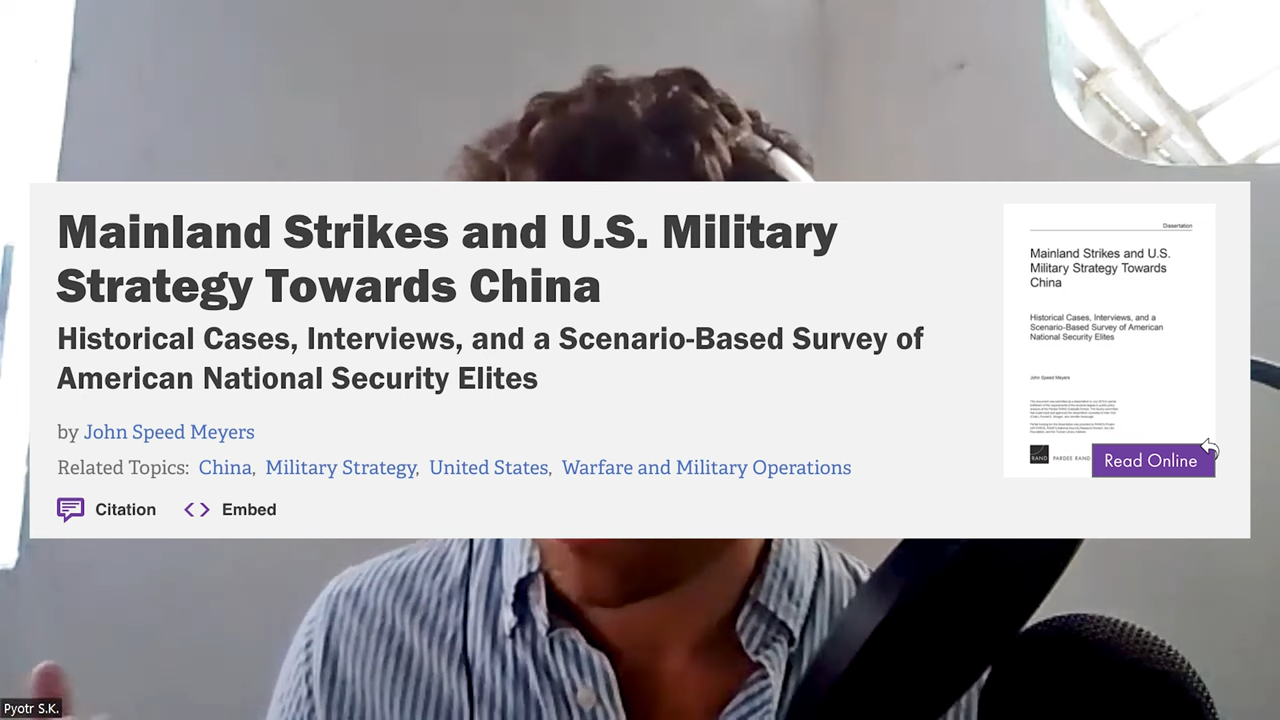 Mainland Strikes and U.S. Military
Strategy Towards China
Historical Cases, Interviews, and a Scenario-Based Survey of
American National Security Elites
by John Speed Meyers
Related Topics: China, Military Strategy, United States, Warfare and Military Operations
Citation Embed
Dissertation
Mainland Strikes and U.S.
Military Strategy Towards
China
Historical Cases, Interviews, and a
Scenario-Based Survey of American
National Security Elites
John Speed Meyers
RAND PARDEE RAND
Read Online
Pyotr S.K.